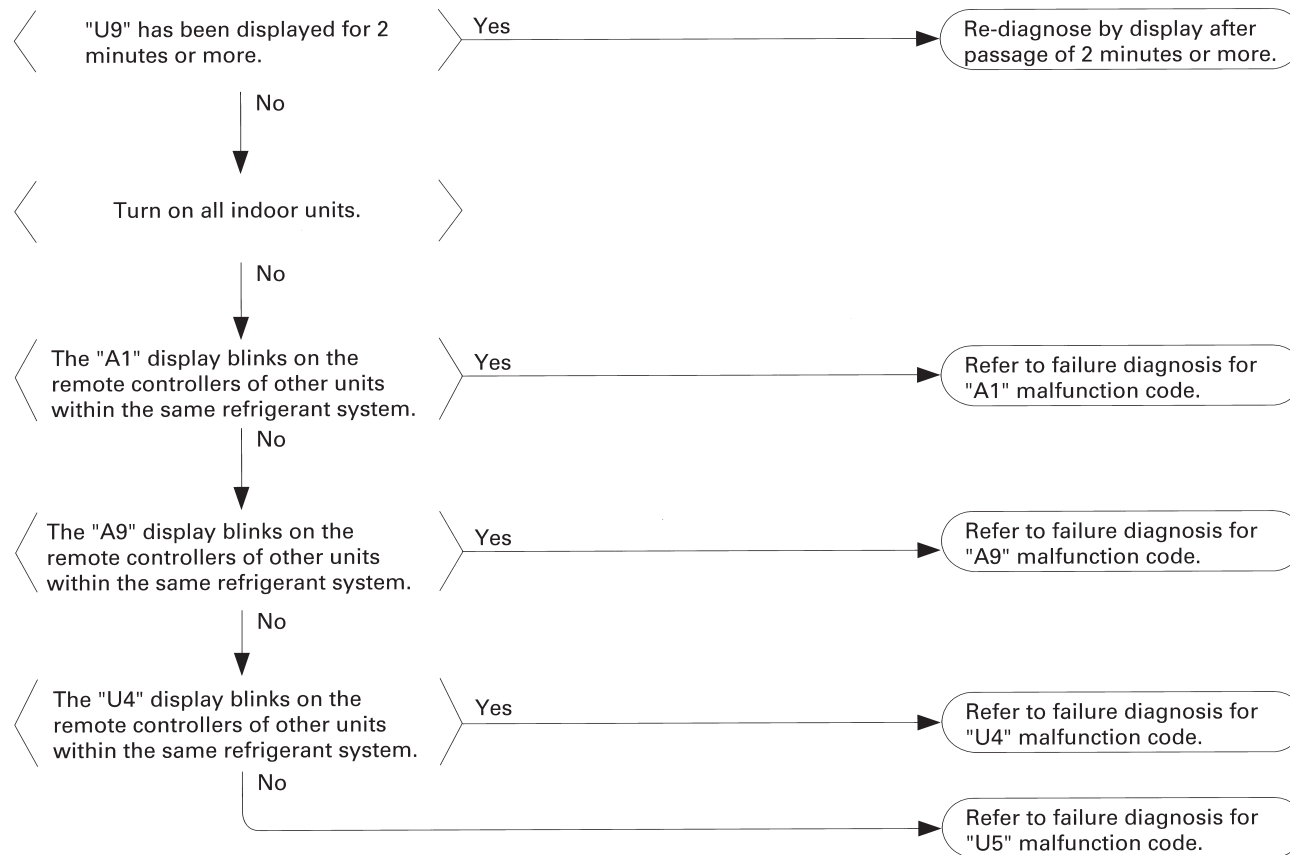 "U9" has been displayed for 2
minutes or more.
Yes
Re-diagnose by display after
passage of 2 minutes or more.
No
Turn on all indoor units.
No
The "A1" display blinks on the
remote controllers of other units
within the same refrigerant system.
Yes
Refer to failure diagnosis for
"A1" malfunction code.
No
The "A9" display blinks on the
remote controllers of other units
within the same refrigerant system.
Yes
Refer to failure diagnosis for
"A9" malfunction code.
No
The "U4" display blinks on the
remote controllers of other units
within the same refrigerant system.
Yes
Refer to failure diagnosis for
"U4" malfunction code.
No
Refer to failure diagnosis for
"U5" malfunction code.